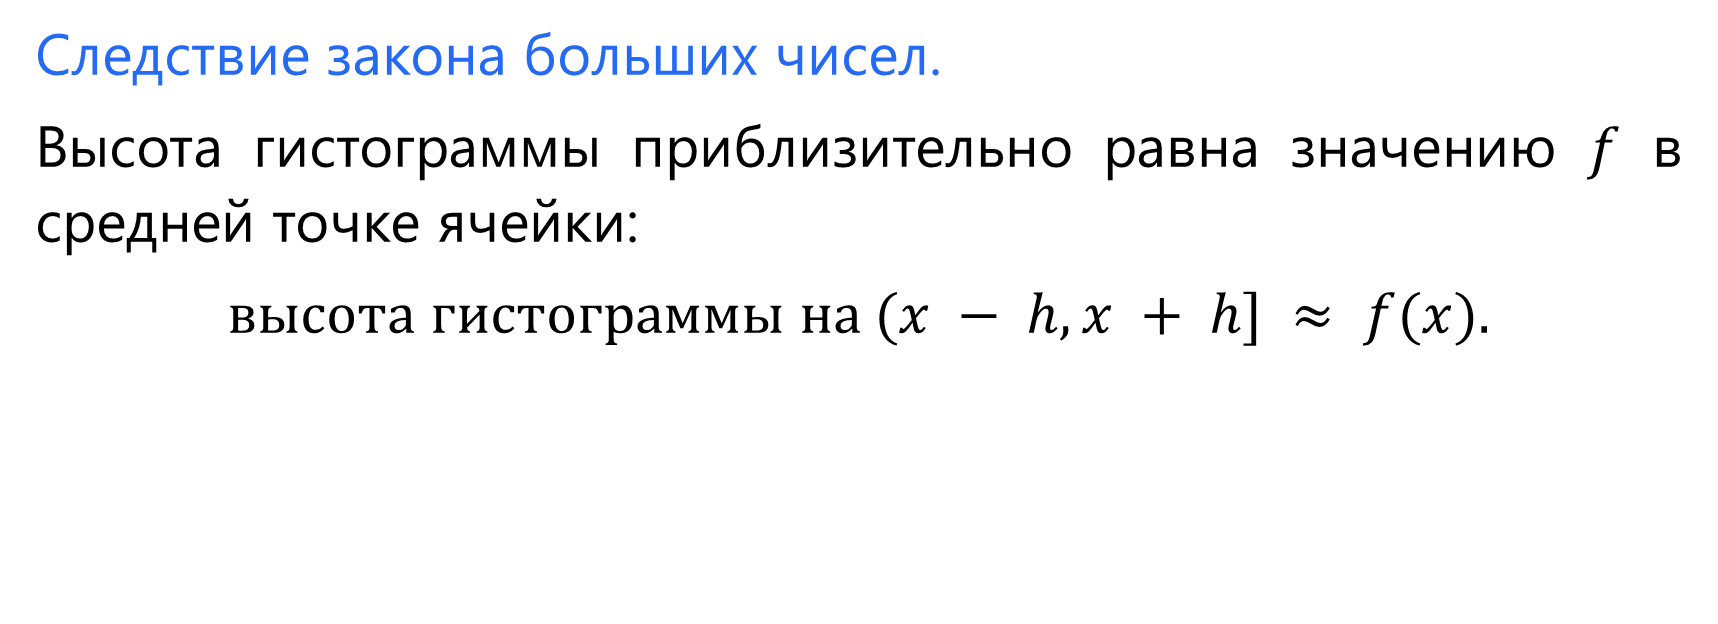 Следствие закона больших чисел.
Высота гистограммы приблизительно равна значению f в
средней точке ячейки:
высота гистограммы на (x − h, x + h] ≈ f(x).